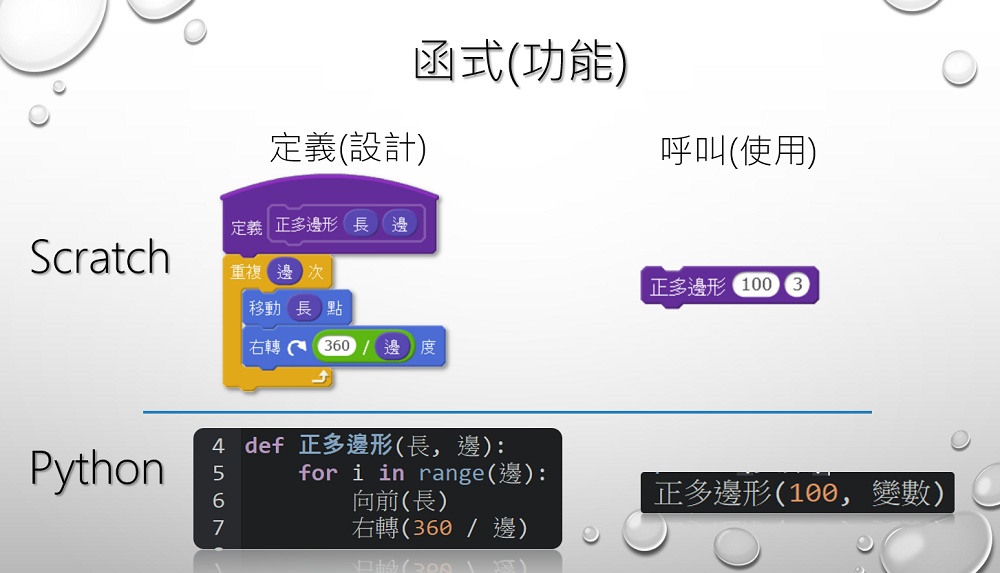 函式(功能)
定義(設計)
呼叫(使用)
Scratch
定義 正多邊形 長 邊
重複 邊 次
移動 長 點
右轉 360 / 邊 度
正多邊形 100 3
Python
4 def 正多邊形(長, 邊):
5 for i in range(邊):
6 向前(長)
7 右轉(360 / 邊)
正多邊形(100, 變數)